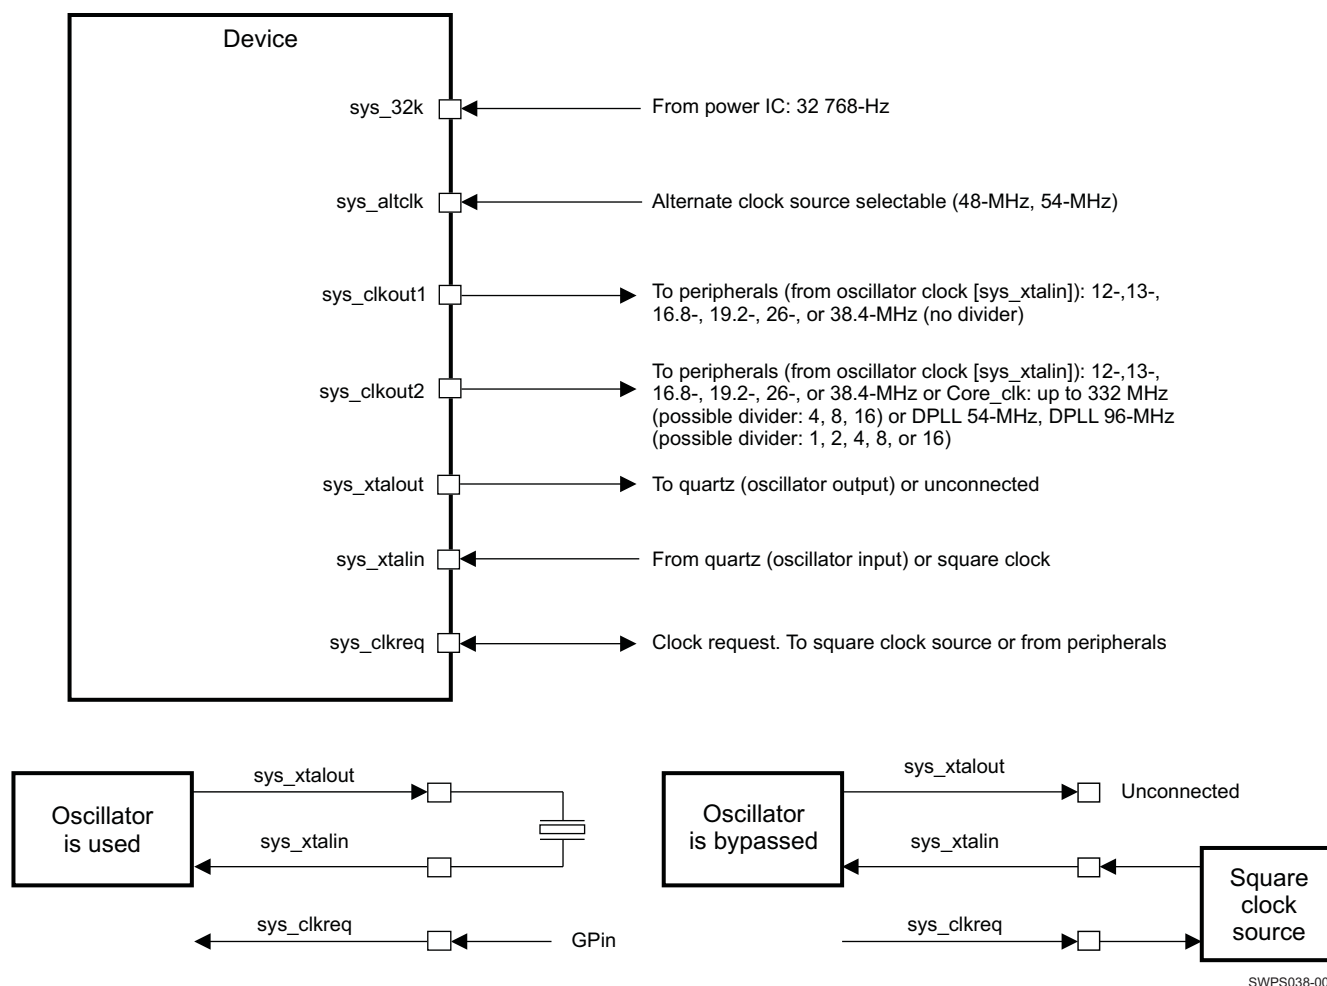 Device
sys_32k
From power IC: 32 768-Hz
sys_altclk
Alternate clock source selectable (48-MHz, 54-MHz)
sys_clkout1
To peripherals (from oscillator clock [sys_xtalin]): 12-,13-,
16.8-, 19.2-, 26-, or 38.4-MHz (no divider)
sys_clkout2
To peripherals (from oscillator clock [sys_xtalin]): 12-,13-,
16.8-, 19.2-, 26-, or 38.4-MHz or Core_clk: up to 332 MHz
(possible divider: 4, 8, 16) or DPLL 54-MHz, DPLL 96-MHz
(possible divider: 1, 2, 4, 8, or 16)
sys_xtalout
To quartz (oscillator output) or unconnected
sys_xtalin
From quartz (oscillator input) or square clock
sys_clkreq
Clock request. To square clock source or from peripherals
Oscillator
is used
sys_xtalout
sys_xtalin
sys_clkreq
GPin
Oscillator
is bypassed
sys_xtalout
Unconnected
sys_xtalin
sys_clkreq
Square
clock
source
SWPS038-00